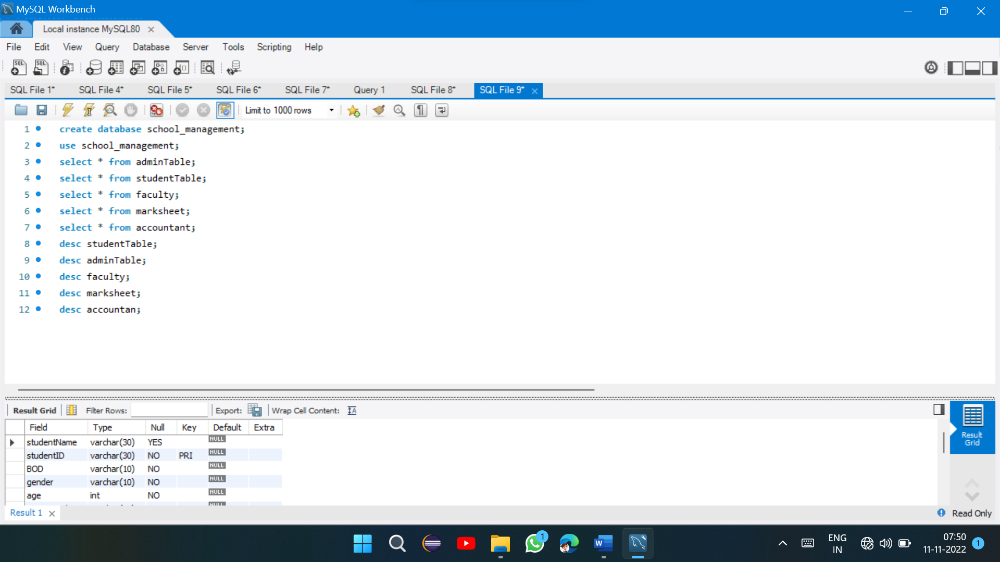 MySQL Workbench
Local instance MySQL80
File Edit View Query Database Server Tools Scripting Help
SQL SQL
SQL File 1* SQL File 4* SQL File 5* SQL File 6* SQL File 7* Query 1 SQL File 8* SQL File 9*
Limit to 1000 rows
1 create database school_management;
2 use school_management;
3 select * from adminTable;
4 select * from studentTable;
5 select * from faculty;
6 select * from marksheet;
7 select * from accountant;
8 desc studentTable;
9 desc adminTable;
10 desc faculty;
11 desc marksheet;
12 desc accountan;
Result Grid Filter Rows: Export: Wrap Cell Content:
Field Type Null Key Default Extra
studentName varchar(30) YES NULL
studentID varchar(30) NO PRI NULL
BOD varchar(10) NO NULL
gender varchar(10) NO NULL
age int NO NULL
NULL
Result
Grid
Result 1
Read Only
1
W
ENG
IN
07:50
11-11-2022
1